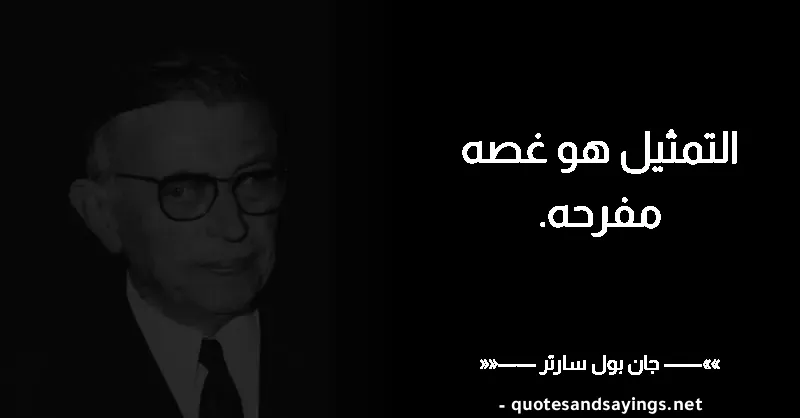 التمثيل هو غصه
مفرحه.
»»—— جان بول سارتر ——««
- quotesandsayings.net